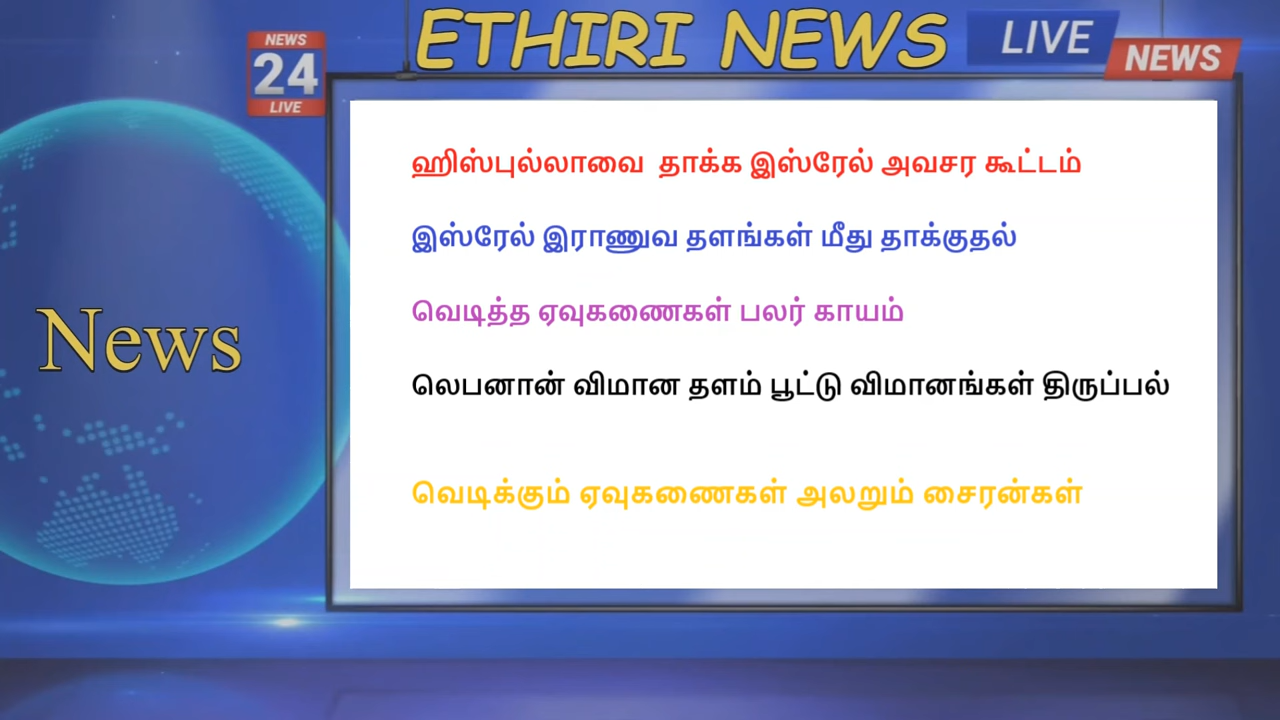 ETHIRI NEWS
LIVE
NEWS
NEWS
24
LIVE
ஹிஸ்புல்லாவை தாக்க இஸ்ரேல் அவசர கூட்டம்
இஸ்ரேல் இராணுவ தளங்கள் மீது தாக்குதல்
வெடித்த ஏவுகணைகள் பலர் காயம்
லெபனான் விமான தளம் பூட்டு விமானங்கள் திருப்பல்
வெடிக்கும் ஏவுகணைகள் அலறும் சைரன்கள்
News